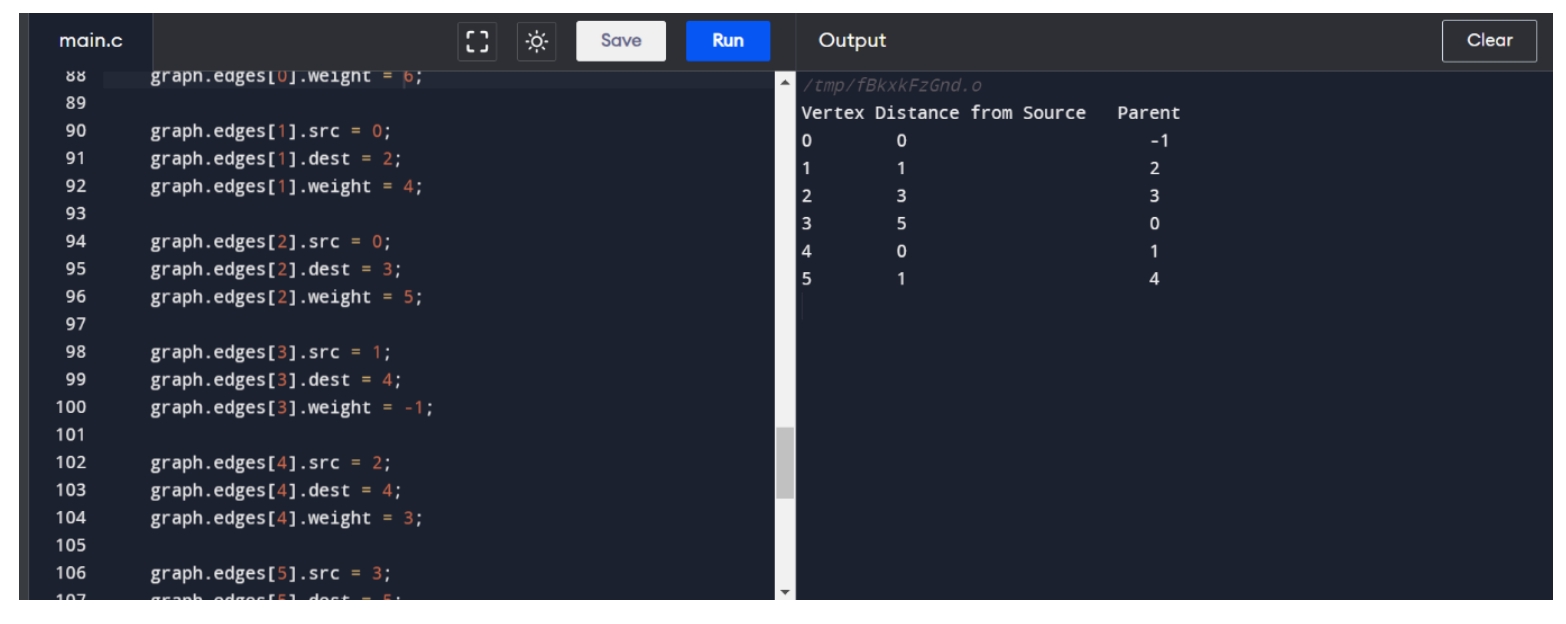 main.c
Save
Run
Output
Clear
88 graph.edges[0].weight = 6;
89
90 graph.edges[1].src = 0;
91 graph.edges[1].dest = 2;
92 graph.edges[1].weight = 4;
93
94 graph.edges[2].src = 0;
95 graph.edges[2].dest = 3;
96 graph.edges[2].weight = 5;
97
98 graph.edges[3].src = 1;
99 graph.edges[3].dest = 4;
100 graph.edges[3].weight = -1;
101
102 graph.edges[4].src = 2;
103 graph.edges[4].dest = 4;
104 graph.edges[4].weight = 3;
105
106 graph.edges[5].src = 3;
107 graph.edges[5].dest = 5;
/tmp/fBkxkFzGnd.o
Vertex Distance from Source Parent
0 0 -1
1 1 2
2 3 3
3 5 0
4 0 1
5 1 4